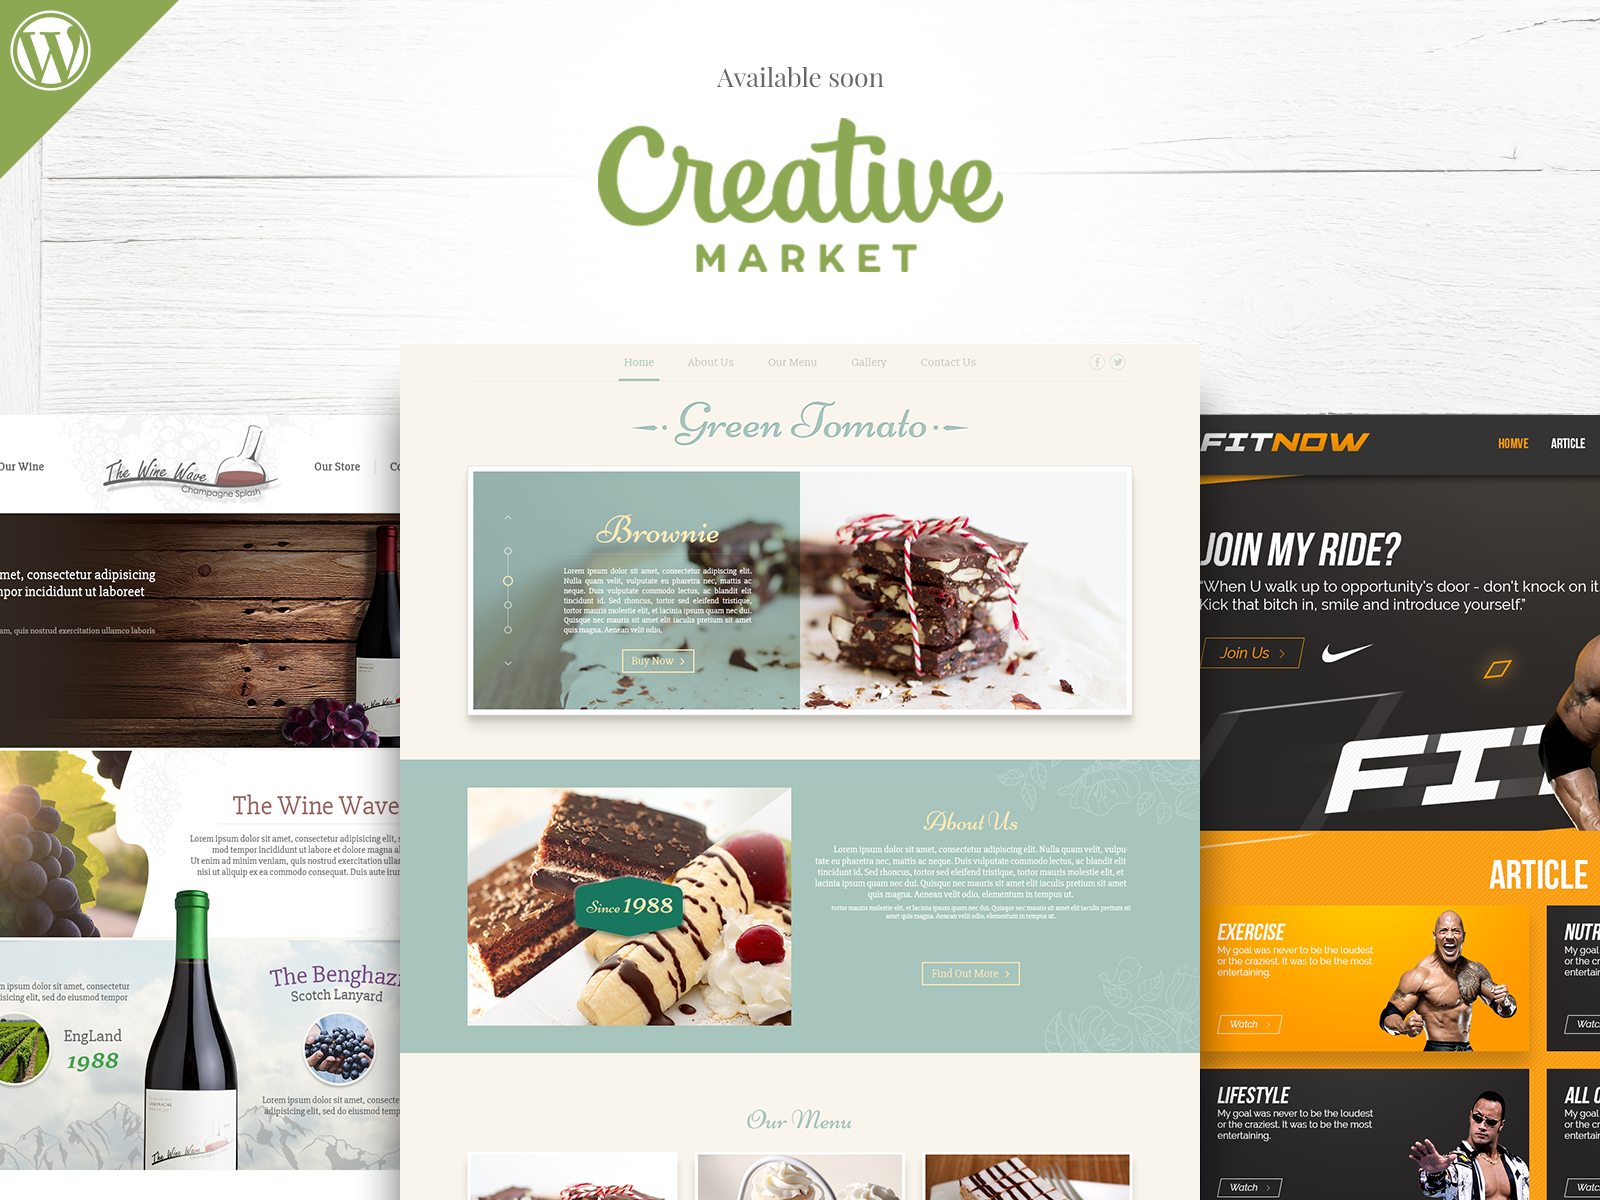 Available soon
Creative
MARKET
Home About Us Our Menu Gallery Contact Us
Green Tomato
Brownie
Lorem ipsum dolor sit amet, consectetur adipiscing elit.
Nulla quam velit, vulputate eu pharetra nec, mattis ac
neque. Duis vulputate commodo lectus, ac blandit elit
tincidunt id. Sed rhoncus, tortor sed eleifend tristique,
tortor mauris molestie elit, et lacinia ipsum quam nec dui.
Quisque nec mauris sit amet elit iaculis pretium sit amet
quis magna. Aenean velit odio,
Buy Now
Since 1988
About Us
Lorem ipsum dolor sit amet, consectetur adipiscing elit. Nulla quam velit, vulpu-
tate eu pharetra nec, mattis ac neque. Duis vulputate commodo lectus, ac blandit elit
tincidunt id. Sed rhoncus, tortor sed eleifend tristique, tortor mauris molestie elit, et
lacinia ipsum quam nec dui. Quisque nec mauris sit amet elit iaculis pretium sit amet
quis magna. Aenean velit odio, elementum in tempus ut.
tortor mauris molestie elit, et lacinia ipsum quam nec dui. Quisque nec mauris sit amet elit iaculis pretium sit
amet quis magna. Aenean velit odio, elementum in tempus ut.
Find Out More
Our Menu
Our Wine
The Wine Wave
Champagne Splash
Our Store
Co
met, consectetur adipisicing
mpor incididunt ut laboreet
am, quis nostrud exercitation ullamco laboris
The Wine Wave
Lorem ipsum dolor sit amet, consectetur adipisicing elit, s
mod tempor incididunt ut labore et dolore magna al
Ut enim ad minim veniam, quis nostrud exercitation ullam
nisi ut aliquip ex ea commodo consequat. Duis aute irur
m ipsum dolor sit amet, consectetur
isicing elit, sed do eiusmod tempor
EngLand
1988
The Benghazi
Scotch Lanyard
Lorem ipsum dolor sit amet, consecte
adipisicing elit, sed do eiusmod temp
The Wine Wave
FITNOW
HOMVE ARTICLE
JOIN MY RIDE?
"When U walk up to opportunity's door - don't knock on it
Kick that bitch in, smile and introduce yourself."
Join Us
FIT
ARTICLE
EXERCISE
My goal was never to be the loudest
or the craziest. It was to be the most
entertaining.
Watch
NUTR
My goal
or the cr
entertain
Watc
LIFESTYLE
My goal was never to be the loudest
or the craziest. It was to be the most
entertaining.
Watch
ALL O
My goal
or the cr
entertain
Watc